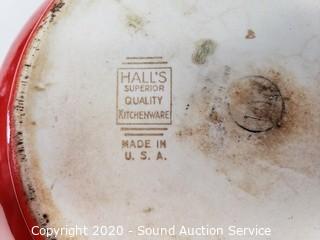 HALL'S
SUPERIOR
QUALITY
KITCHENWARE
MADE IN
U. S. A.
Copyright 2020 - Sound Auction Service